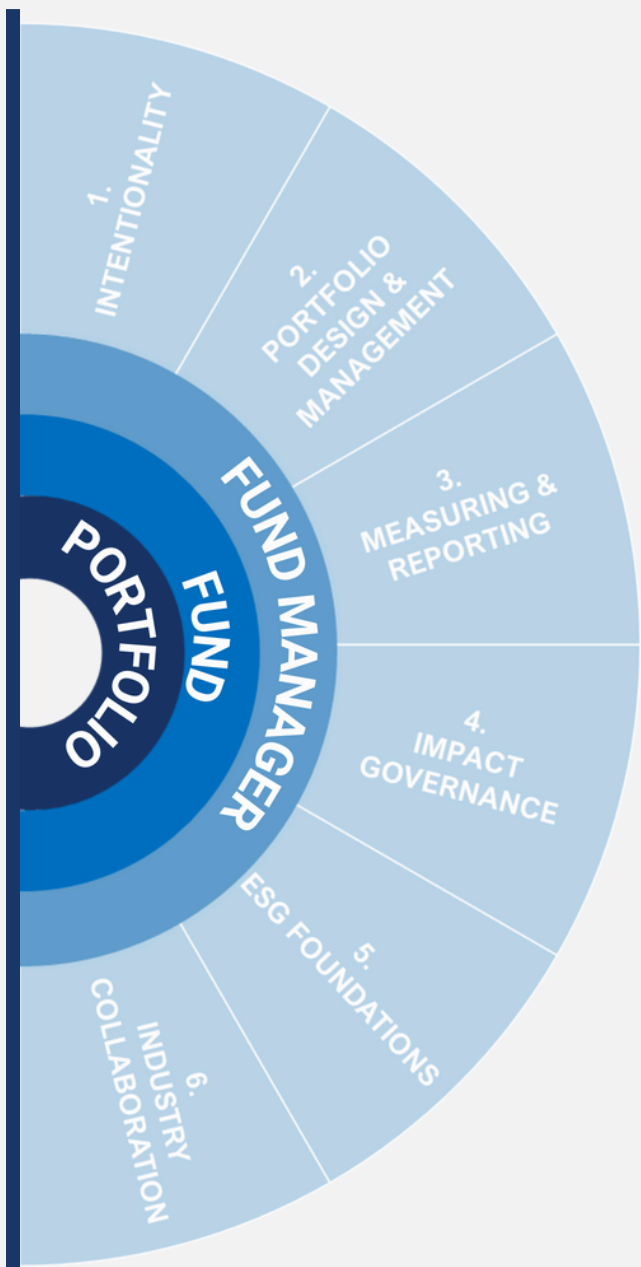 1.
INTENTIONALITY
2.
PORTFOLIO
DESIGN &
MANAGEMENT
3.
MEASURING &
REPORTING
4.
IMPACT
GOVERNANCE
5.
ESG FOUNDATIONS
6.
INDUSTRY
COLLABORATION
FUND MANAGER
FUND
PORTFOLIO